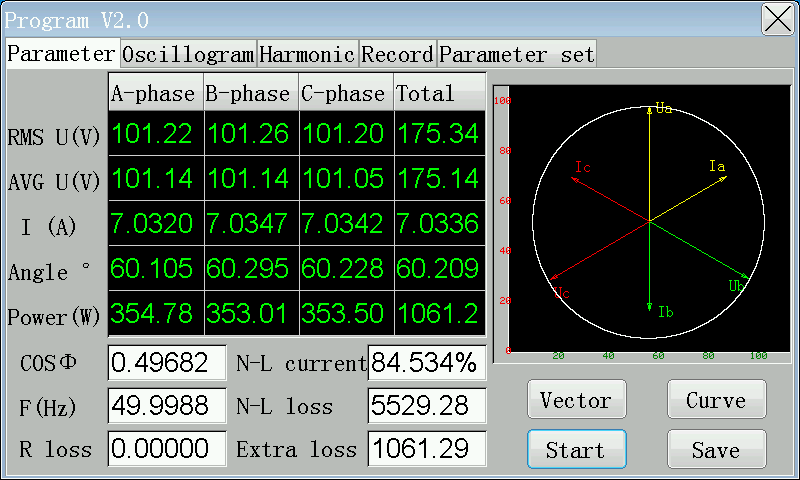 Program V2.0
Parameter Oscillogram Harmonic Record Parameter set
A-phase B-phase C-phase Total
RMS U(V) 101.22 101.26 101.20 175.34
AVG U(V) 101.14 101.14 101.05 175.14
I (A) 7.0320 7.0347 7.0342 7.0336
Angle ° 60.105 60.295 60.228 60.209
Power(W) 354.78 353.01 353.50 1061.2
COSΦ 0.49682 N-L current 84.534%
F(Hz) 49.9988 N-L loss 5529.28
R loss 0.00000 Extra loss 1061.29
100
80
60
40
20
0
20 40 60 80 100
Ua
Ic Ia
Uc Ub
Ib
Vector Curve
Start Save